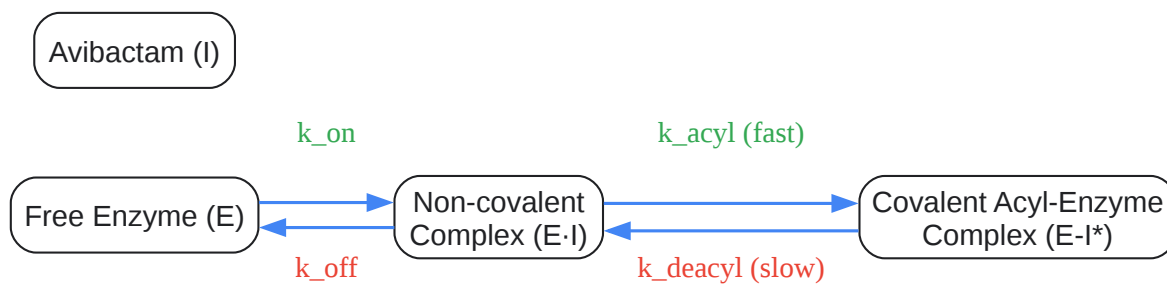 Avibactam (I)
k_on
k_acyl (fast)
Free Enzyme (E)
Non-covalent
Complex (E·I)
Covalent Acyl-Enzyme
Complex (E-I*)
k_off
k_deacyl (slow)